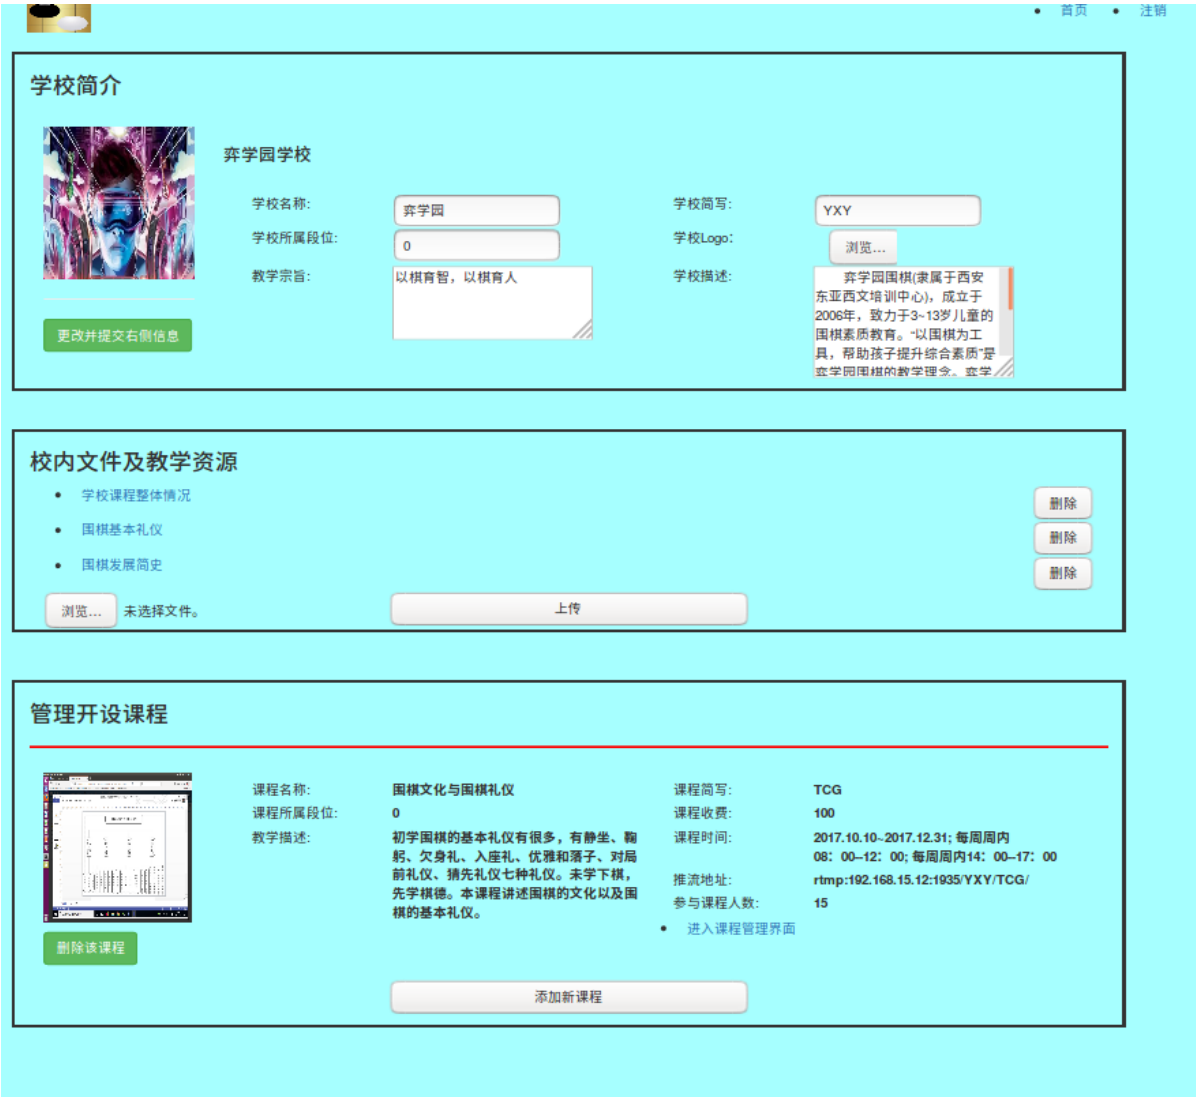 首页 注销
学校简介
弈学园学校
学校名称: 弈学园 学校简写: YXY
学校所属段位: 0 学校Logo: 浏览...
教学宗旨: 以棋育智，以棋育人 学校描述:
弈学园围棋(隶属于西安
东亚西文培训中心)，成立于
2006年，致力于3~13岁儿童的
围棋素质教育。“以围棋为工
具，帮助孩子提升综合素质”是
弈学园围棋的教学理念。弈学
更改并提交右侧信息
校内文件及教学资源
学校课程整体情况 删除
围棋基本礼仪 删除
围棋发展简史 删除
浏览... 未选择文件。 上传
管理开设课程
课程名称: 围棋文化与围棋礼仪 课程简写: TCG
课程所属段位: 0 课程收费: 100
教学描述: 初学围棋的基本礼仪有很多，有静坐、鞠
躬、欠身礼、入座礼、优雅和落子、对局
前礼仪、猜先礼仪七种礼仪。未学下棋，
先学棋德。本课程讲述围棋的文化以及围
棋的基本礼仪。
课程时间: 2017.10.10~2017.12.31; 每周周内
08：00--12：00; 每周周内14：00--17：00
推流地址: rtmp:192.168.15.12:1935/YXY/TCG/
参与课程人数: 15
进入课程管理界面
删除该课程
添加新课程